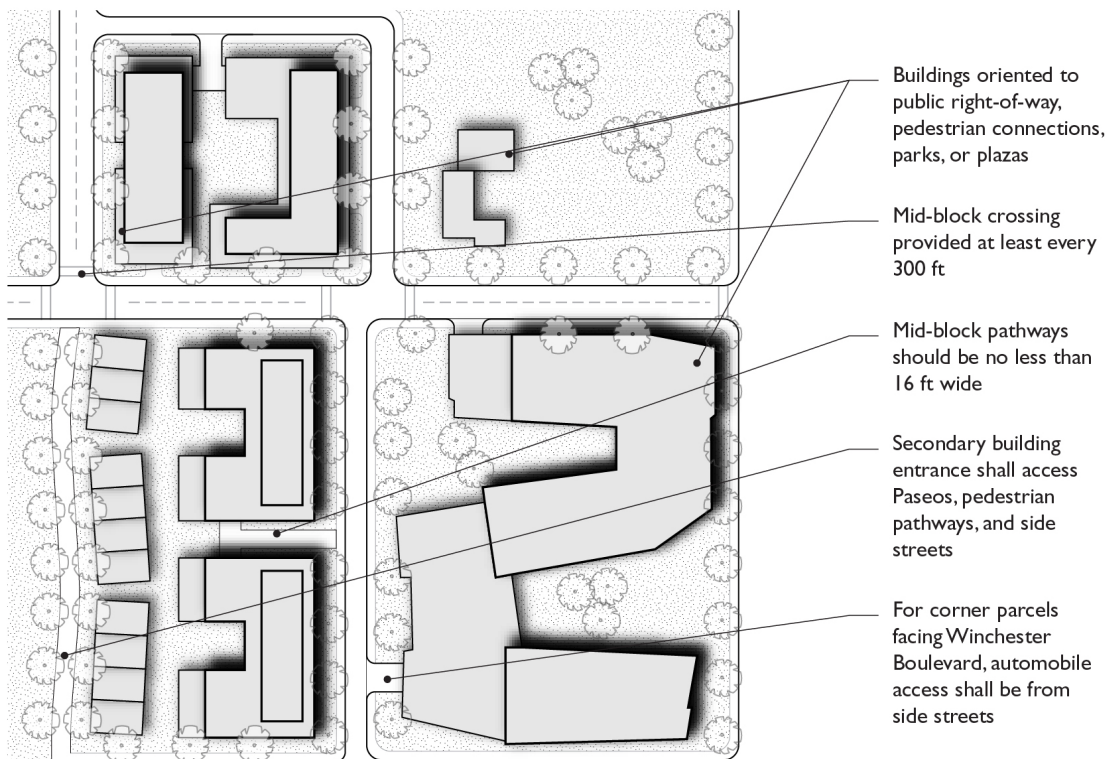 Buildings oriented to
public right-of-way,
pedestrian connections,
parks, or plazas
Mid-block crossing
provided at least every
300 ft
Mid-block pathways
should be no less than
16 ft wide
Secondary building
entrance shall access
Paseos, pedestrian
pathways, and side
streets
For corner parcels
facing Winchester
Boulevard, automobile
access shall be from
side streets